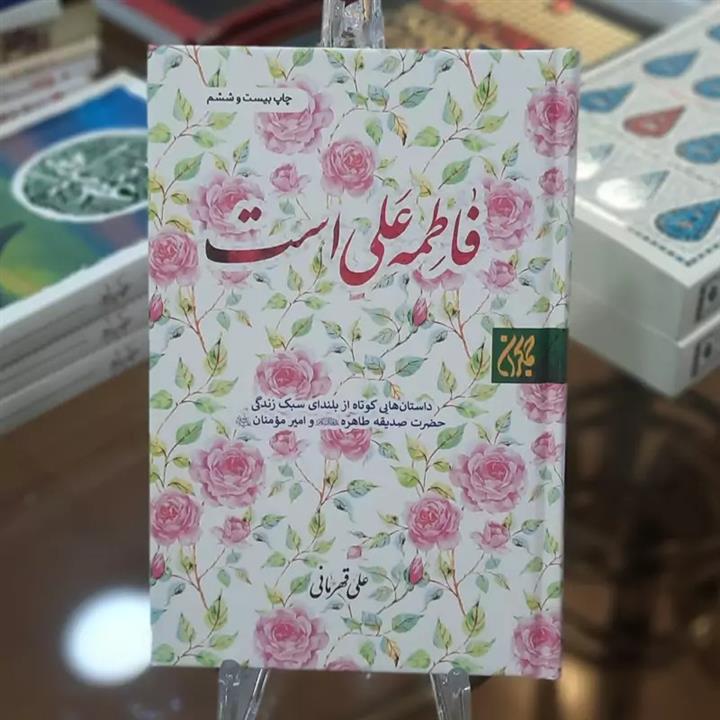 چاپ بیست و ششم
فاطمه علی است
جمکران
داستان‌هایی کوتاه از بلندای سبک زندگی
حضرت صدیقه طاهره و امیر مؤمنان
علی قهرمانی